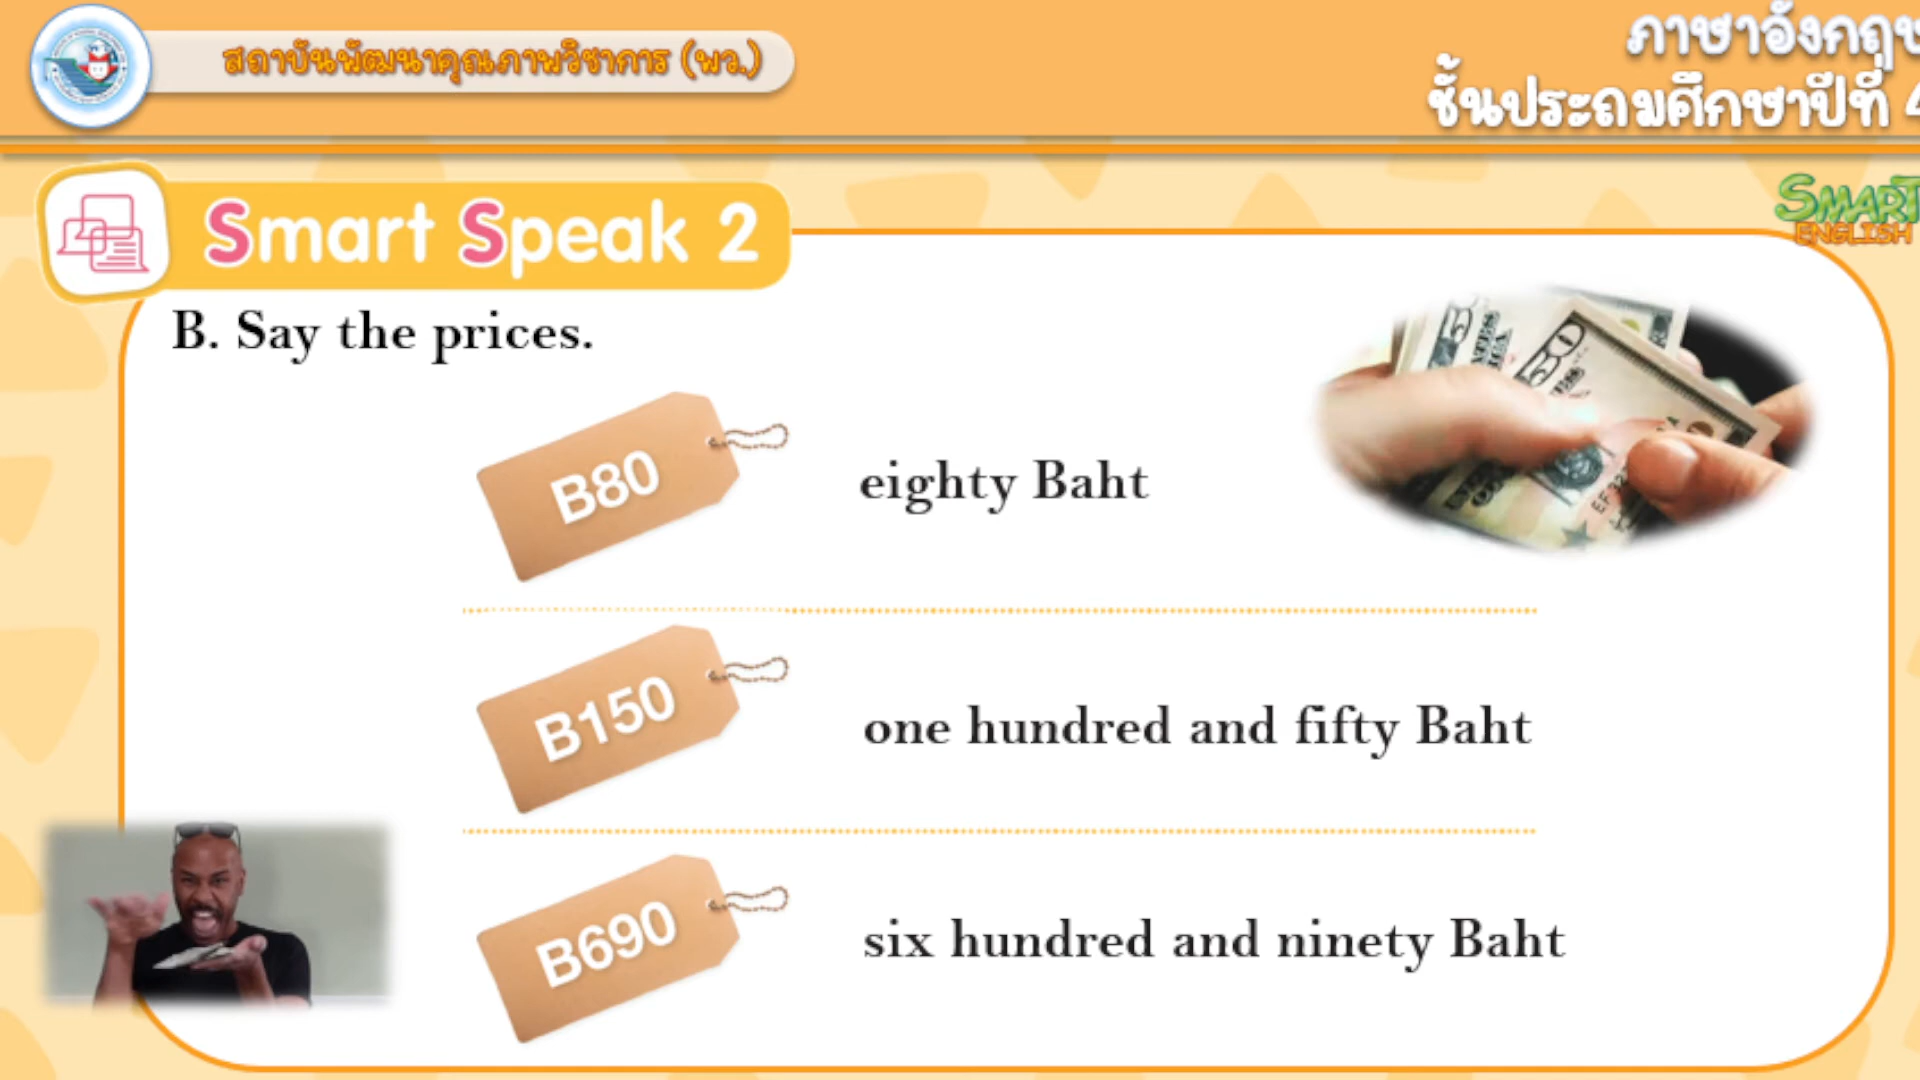 สถาบันพัฒนาคุณภาพวิชาการ (พว.)
ภาษาอังกฤษ
ชั้นประถมศึกษาปีที่ 4
SMART
ENGLISH
Smart Speak 2
B. Say the prices.
B80
eighty Baht
B150
one hundred and fifty Baht
B690
six hundred and ninety Baht
50